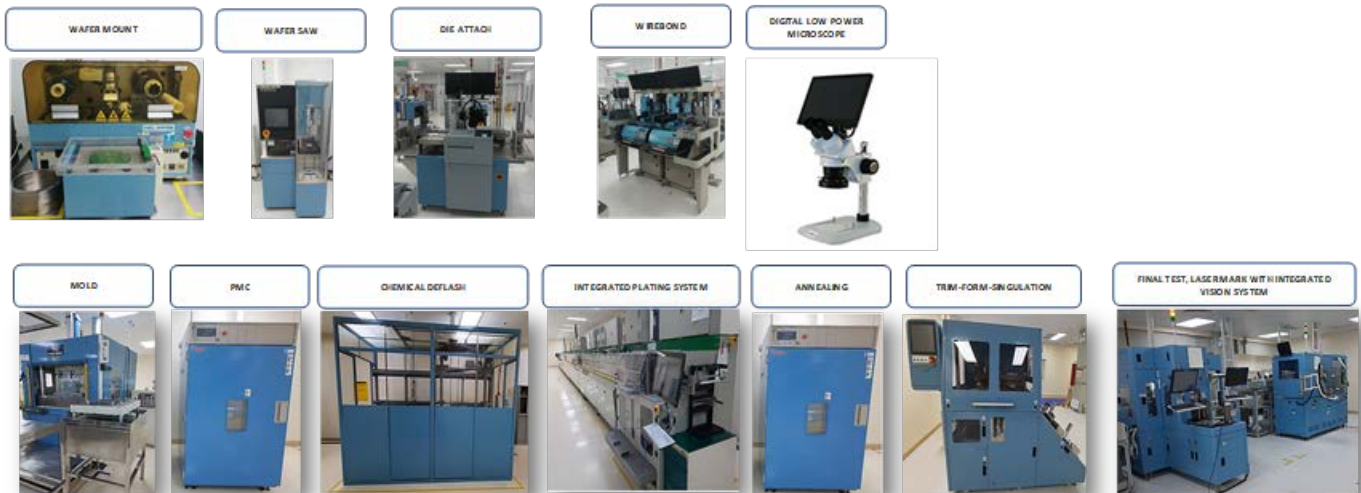 WAFER MOUNT
WAFER SAW
DIE ATTACH
WIREBOND
DIGITAL LOW POWER
MICROSCOPE
MOLD
PMC
CHEMICAL DEFLASH
INTEGRATED PLATING SYSTEM
ANNEALING
TRIM-FORM-SINGULATION
FINAL TEST, LASERMARK WITH INTEGRATED
VISION SYSTEM